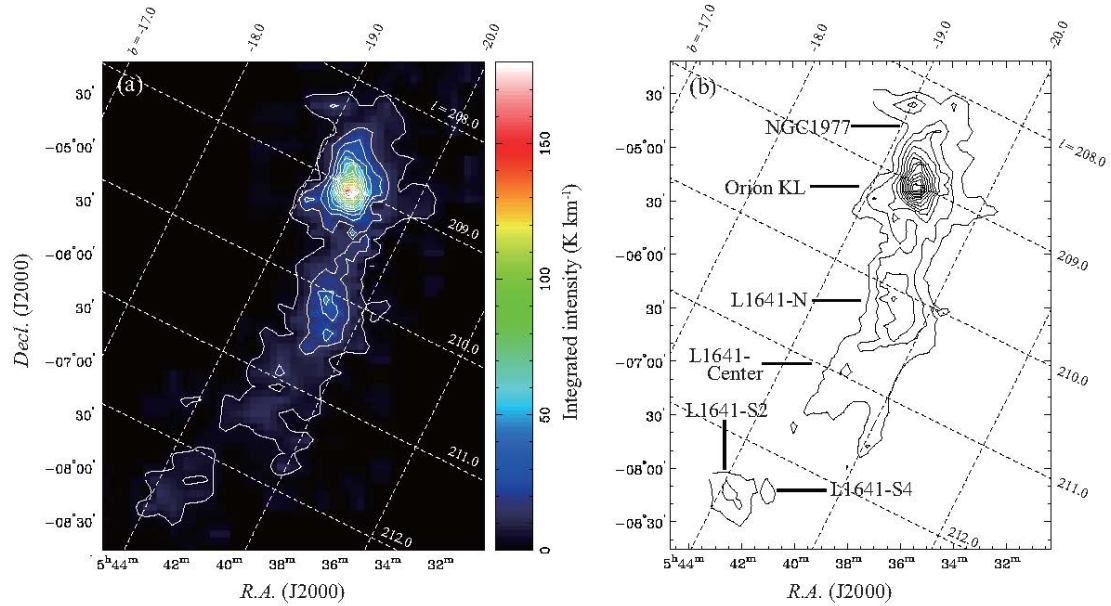 b = -17.0
-18.0
-19.0
-20.0
(a)
l = 208.0
209.0
210.0
211.0
212.0
30'
-05°00'
30'
-06°00'
30'
-07°00'
30'
-08°00'
-08°30'
Decl. (J2000)
5ʰ44ᵐ
42ᵐ
40ᵐ
38ᵐ
36ᵐ
34ᵐ
32ᵐ
R.A. (J2000)
0
50
100
150
Integrated intensity (K km⁻¹)
b = -17.0
-18.0
-19.0
-20.0
(b)
l = 208.0
209.0
210.0
211.0
212.0
NGC1977
Orion KL
L1641-N
L1641-
Center
L1641-S2
L1641-S4
30'
-05°00'
30'
-06°00'
30'
-07°00'
30'
-08°00'
-08°30'
5ʰ44ᵐ
42ᵐ
40ᵐ
38ᵐ
36ᵐ
34ᵐ
32ᵐ
R.A. (J2000)